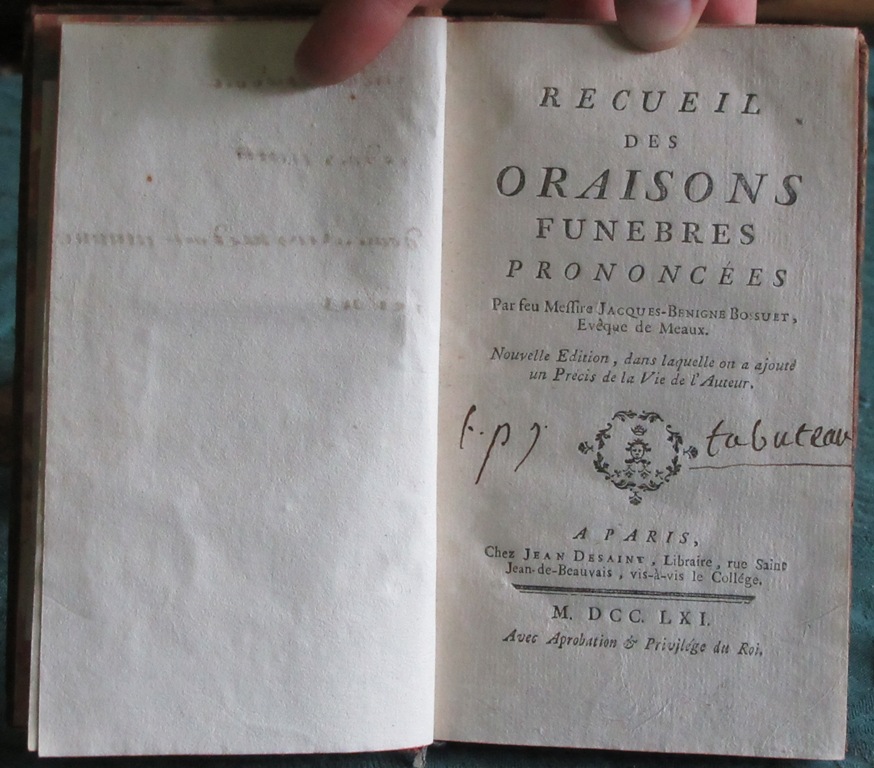 RECUEIL
DES
ORAISONS
FUNEBRES
PRONONCÉES
Par feu Meſſire JACQUES-BENIGNE BOSSUET,
Evêque de Meaux.
Nouvelle Edition, dans laquelle on a ajouté
un Précis de la Vie de l'Auteur.
tabuteau
A PARIS,
Chez JEAN DESAINT, Libraire, rue Saint
Jean-de-Beauvais, vis-à-vis le Collége.
M. DCC. LXI.
Avec Aprobation & Privilége du Roi.